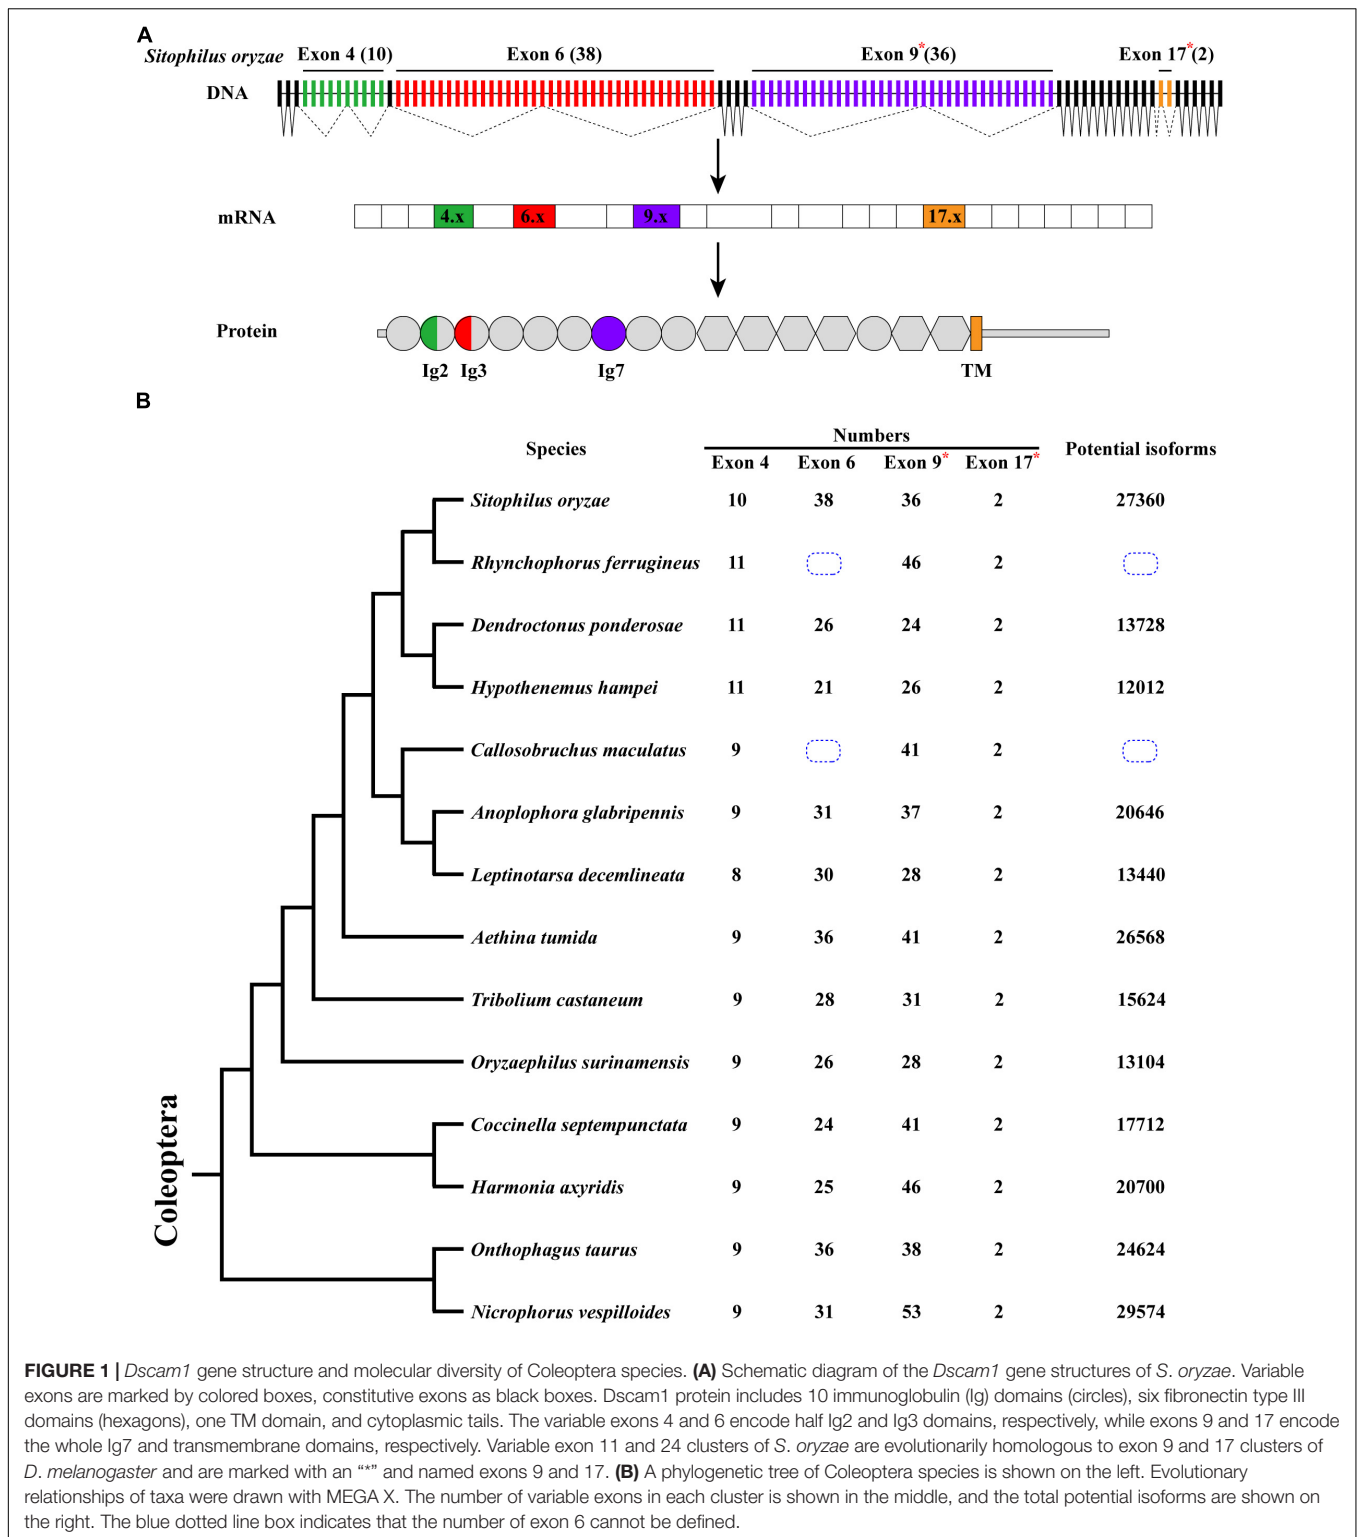 A
Sitophilus oryzae Exon 4 (10) Exon 6 (38) Exon 9*(36) Exon 17*(2)
DNA
mRNA 4.x 6.x 9.x 17.x
Protein
Ig2 Ig3 Ig7 TM
B
Numbers
Species Exon 4 Exon 6 Exon 9* Exon 17* Potential isoforms
Sitophilus oryzae 10 38 36 2 27360
Rhynchophorus ferrugineus 11 46 2
Dendroctonus ponderosae 11 26 24 2 13728
Hypothenemus hampei 11 21 26 2 12012
Callosobruchus maculatus 9 41 2
Anoplophora glabripennis 9 31 37 2 20646
Leptinotarsa decemlineata 8 30 28 2 13440
Aethina tumida 9 36 41 2 26568
Tribolium castaneum 9 28 31 2 15624
Oryzaephilus surinamensis 9 26 28 2 13104
Coccinella septempunctata 9 24 41 2 17712
Harmonia axyridis 9 25 46 2 20700
Onthophagus taurus 9 36 38 2 24624
Nicrophorus vespilloides 9 31 53 2 29574
Coleoptera
FIGURE 1 | Dscam1 gene structure and molecular diversity of Coleoptera species. (A) Schematic diagram of the Dscam1 gene structures of S. oryzae. Variable
exons are marked by colored boxes, constitutive exons as black boxes. Dscam1 protein includes 10 immunoglobulin (Ig) domains (circles), six fibronectin type III
domains (hexagons), one TM domain, and cytoplasmic tails. The variable exons 4 and 6 encode half Ig2 and Ig3 domains, respectively, while exons 9 and 17 encode
the whole Ig7 and transmembrane domains, respectively. Variable exon 11 and 24 clusters of S. oryzae are evolutionarily homologous to exon 9 and 17 clusters of
D. melanogaster and are marked with an "*" and named exons 9 and 17. (B) A phylogenetic tree of Coleoptera species is shown on the left. Evolutionary
relationships of taxa were drawn with MEGA X. The number of variable exons in each cluster is shown in the middle, and the total potential isoforms are shown on
the right. The blue dotted line box indicates that the number of exon 6 cannot be defined.